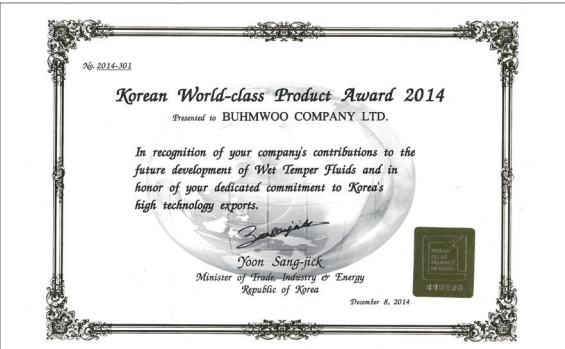 No. 2014-301
Korean World-class Product Award 2014
Presented to BUHMWOO COMPANY LTD.
In recognition of your company's contributions to the
future development of Wet Temper Fluids and in
honor of your dedicated commitment to Korea's
high technology exports.
Yoon Sang-jick
Minister of Trade, Industry & Energy
Republic of Korea
December 8, 2014